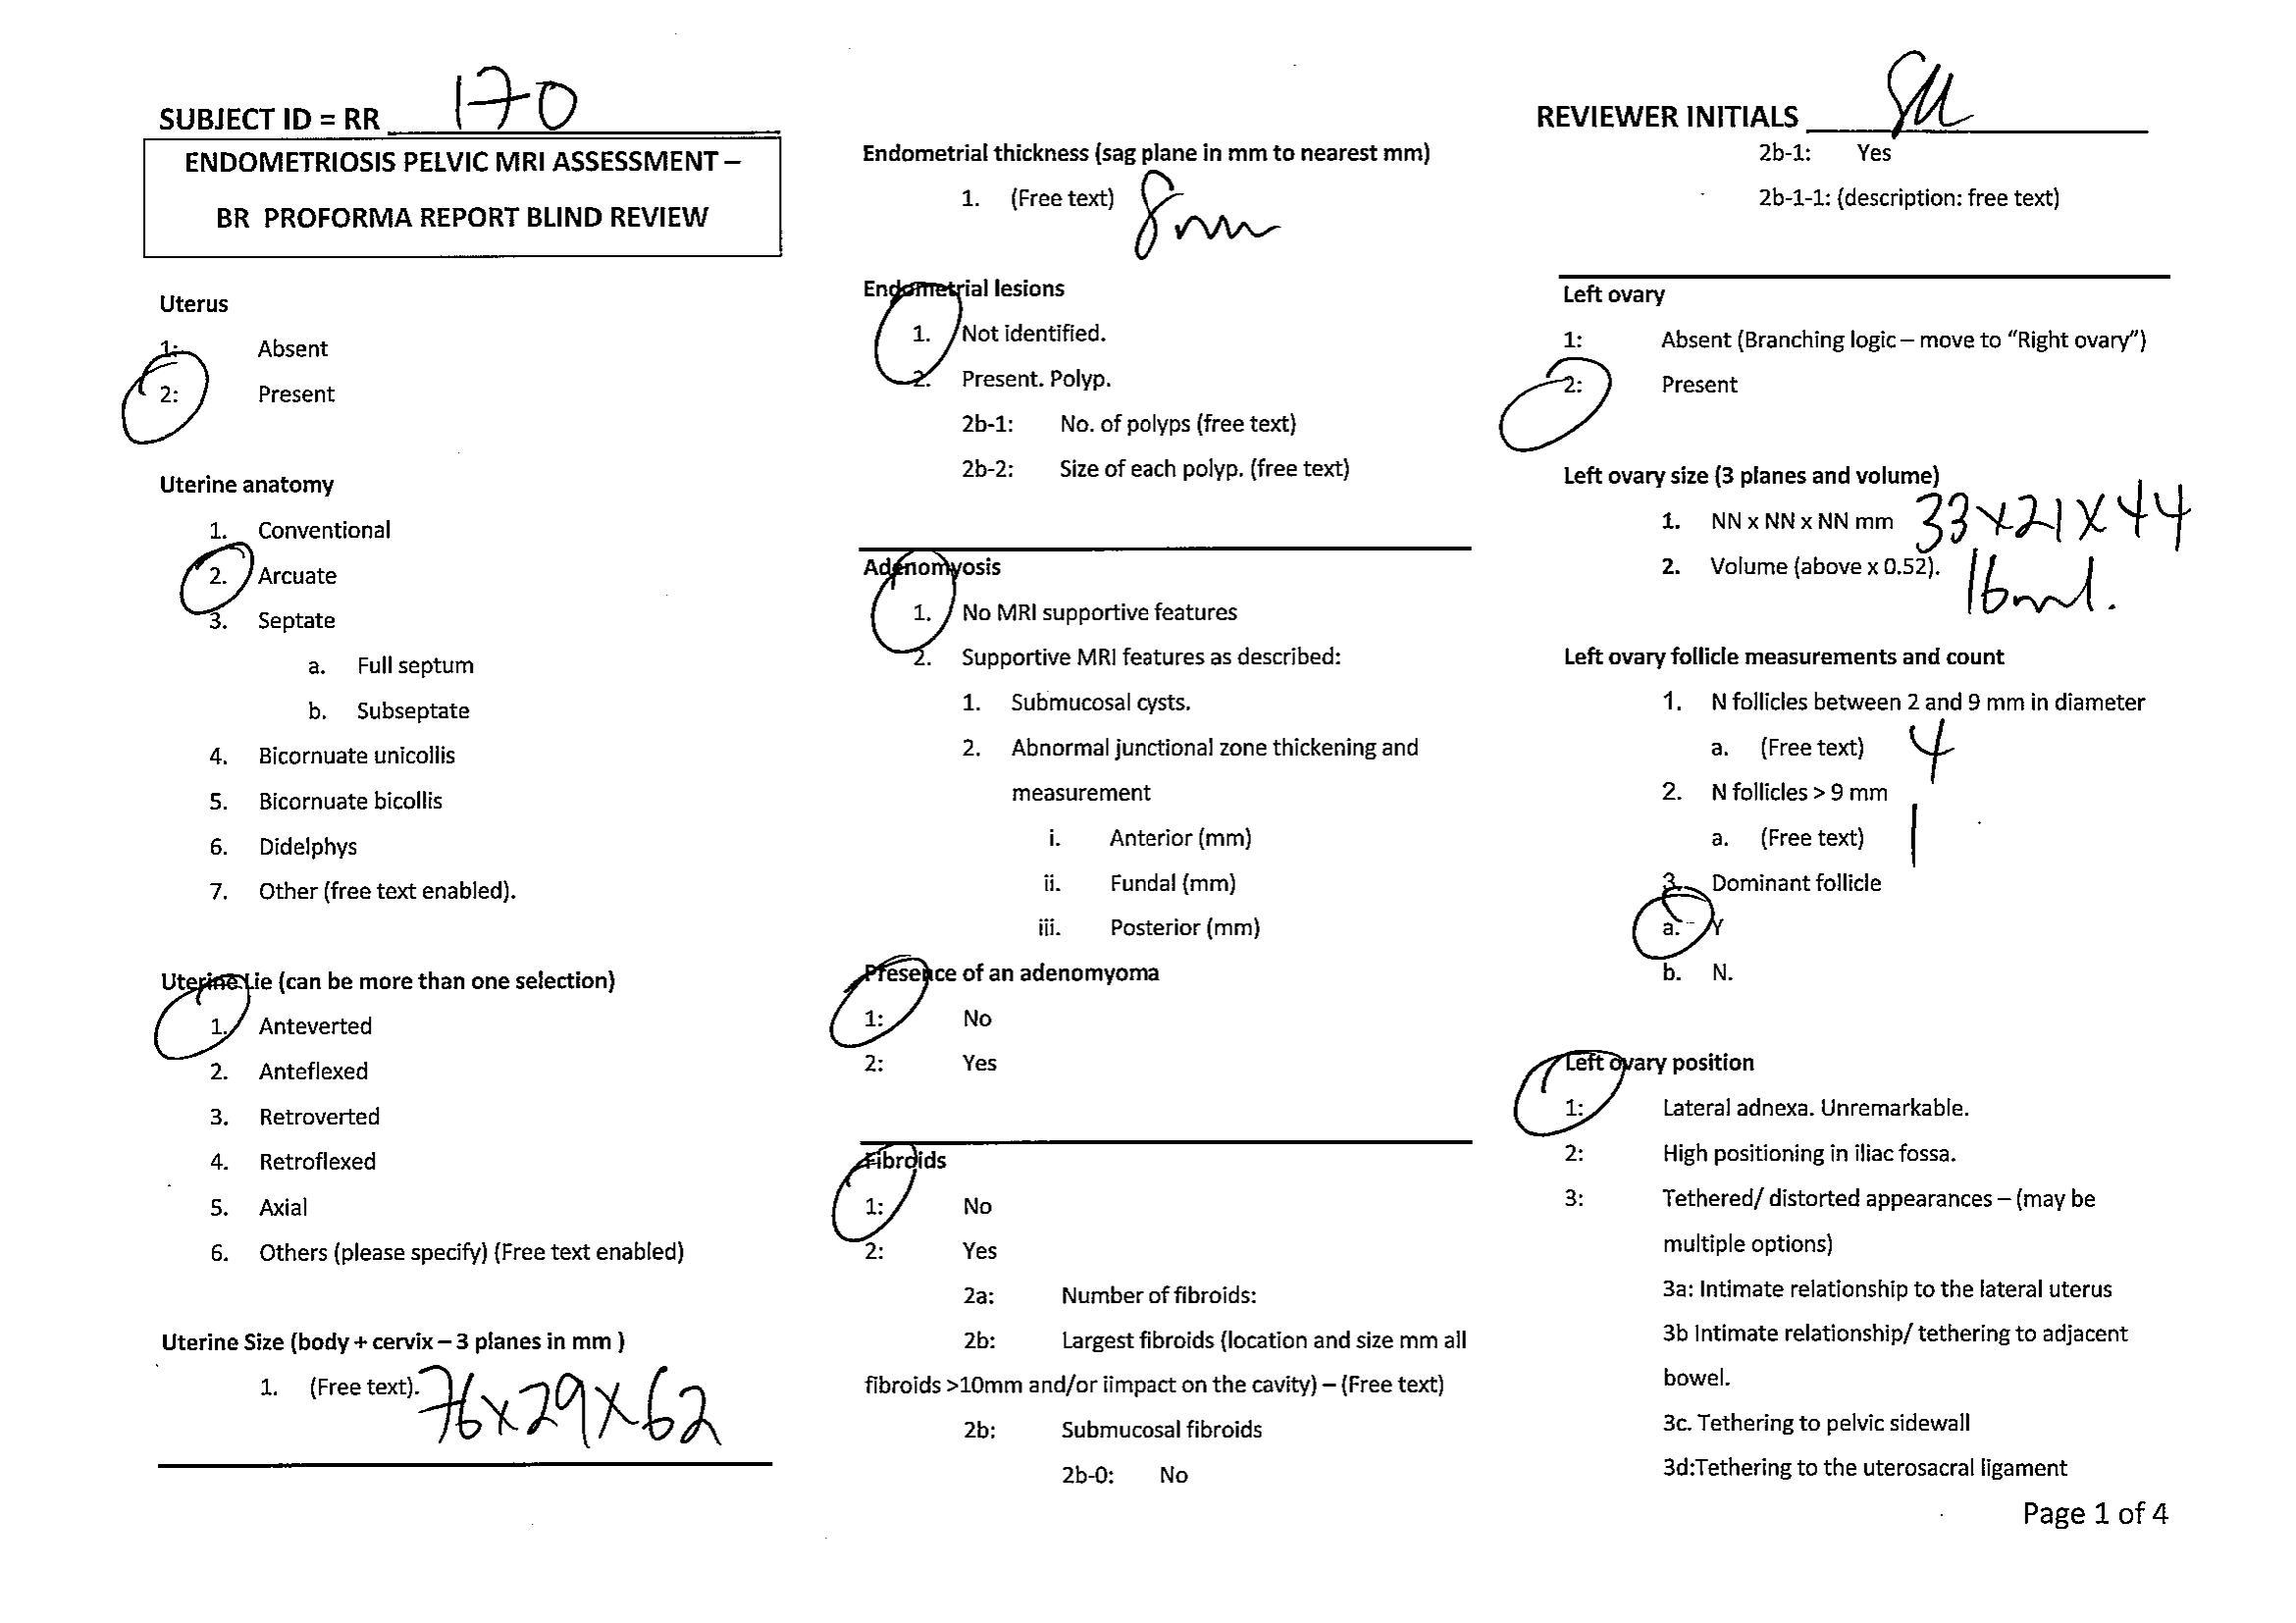 SUBJECT ID = RR 170
ENDOMETRIOSIS PELVIC MRI ASSESSMENT –
BR PROFORMA REPORT BLIND REVIEW
Uterus
1: Absent
2: Present
Uterine anatomy
1. Conventional
2. Arcuate
3. Septate
a. Full septum
b. Subseptate
4. Bicornuate unicollis
5. Bicornuate bicollis
6. Didelphys
7. Other (free text enabled).
Uterine Lie (can be more than one selection)
1. Anteverted
2. Anteflexed
3. Retroverted
4. Retroflexed
5. Axial
6. Others (please specify) (Free text enabled)
Uterine Size (body + cervix – 3 planes in mm )
1. (Free text). 76x29x62
Endometrial thickness (sag plane in mm to nearest mm)
1. (Free text) 8mm
Endometrial lesions
1. Not identified.
2. Present. Polyp.
2b-1: No. of polyps (free text)
2b-2: Size of each polyp. (free text)
Adenomyosis
1. No MRI supportive features
2. Supportive MRI features as described:
1. Submucosal cysts.
2. Abnormal junctional zone thickening and
measurement
i. Anterior (mm)
ii. Fundal (mm)
iii. Posterior (mm)
Presence of an adenomyoma
1: No
2: Yes
Fibroids
1: No
2: Yes
2a: Number of fibroids:
2b: Largest fibroids (location and size mm all
fibroids >10mm and/or iimpact on the cavity) – (Free text)
2b: Submucosal fibroids
2b-0: No
REVIEWER INITIALS
2b-1: Yes
2b-1-1: (description: free text)
Left ovary
1: Absent (Branching logic – move to “Right ovary”)
2: Present
Left ovary size (3 planes and volume)
1. NN x NN x NN mm 33x21x44
2. Volume (above x 0.52). 16ml.
Left ovary follicle measurements and count
1. N follicles between 2 and 9 mm in diameter
a. (Free text) 4
2. N follicles > 9 mm
a. (Free text) 1
3. Dominant follicle
a. Y
b. N.
Left ovary position
1: Lateral adnexa. Unremarkable.
2: High positioning in iliac fossa.
3: Tethered/ distorted appearances – (may be
multiple options)
3a: Intimate relationship to the lateral uterus
3b Intimate relationship/ tethering to adjacent
bowel.
3c. Tethering to pelvic sidewall
3d:Tethering to the uterosacral ligament
Page 1 of 4